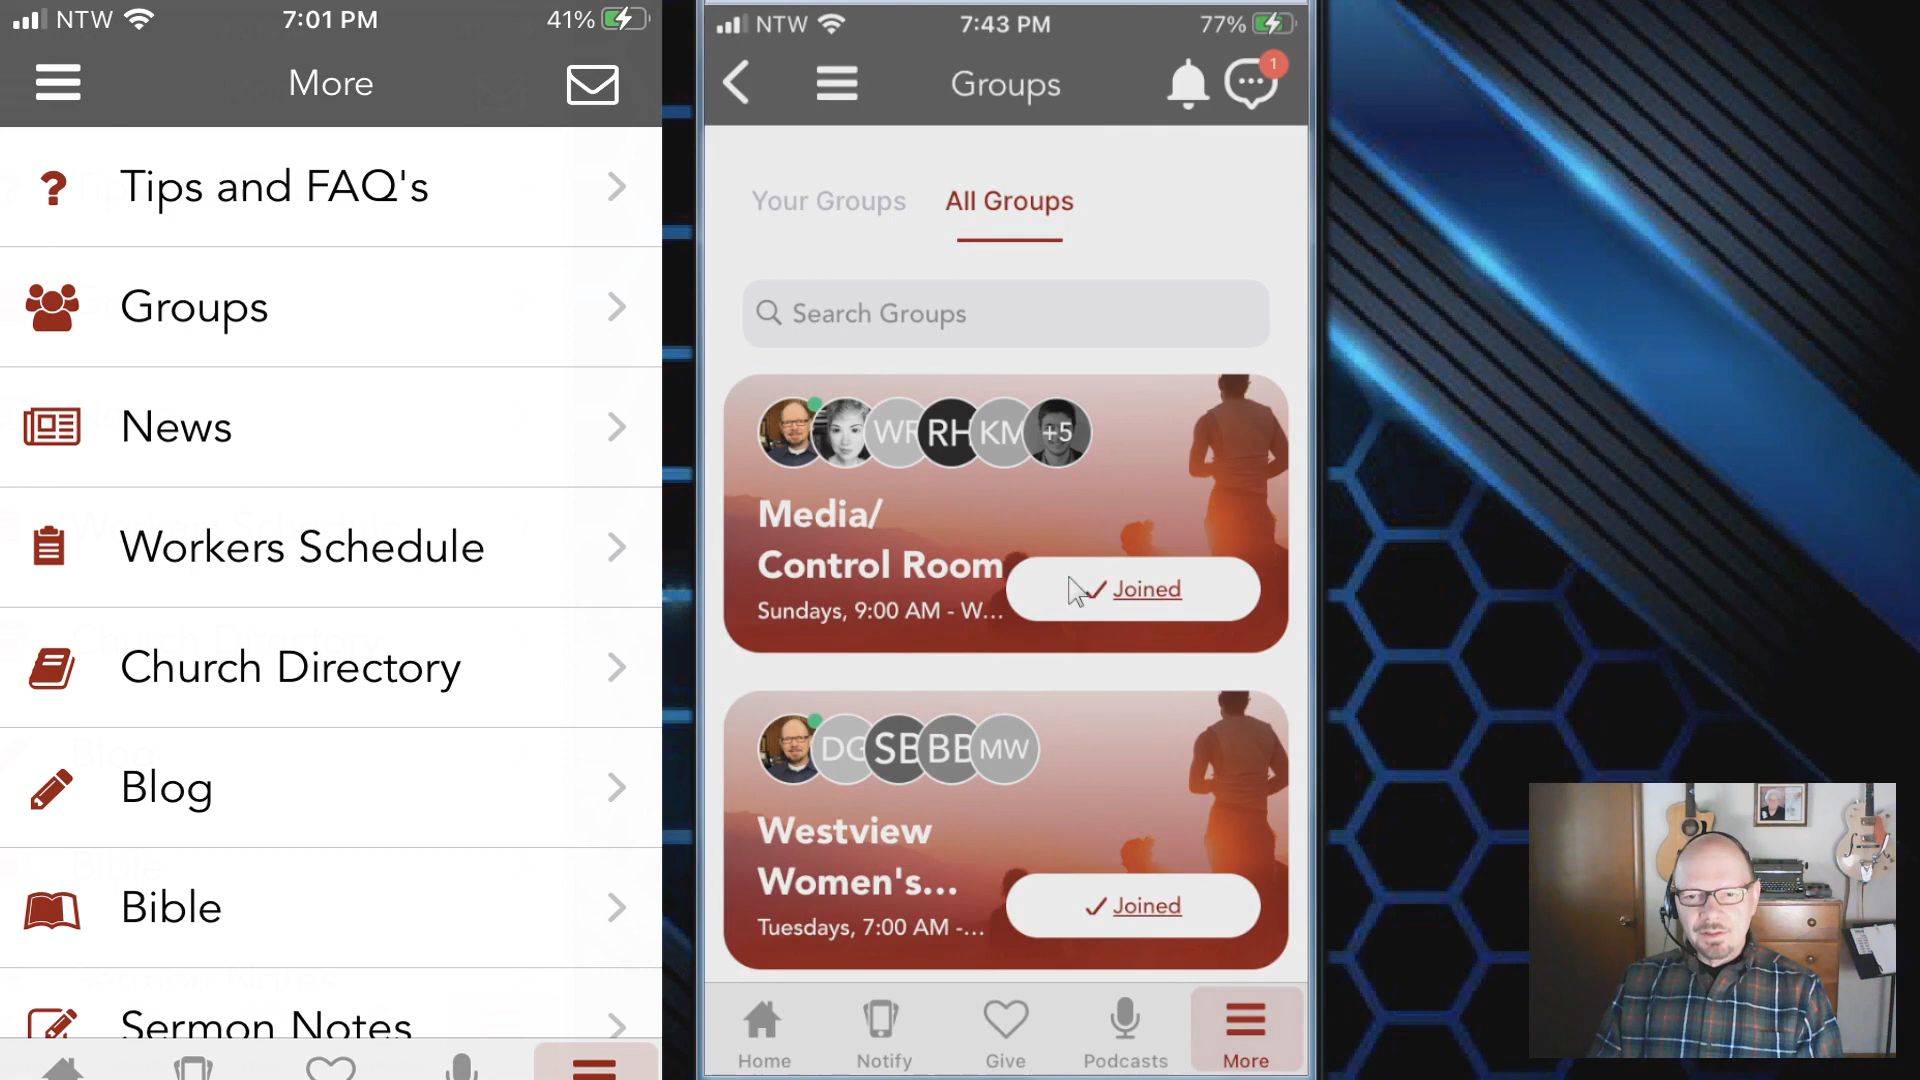 NTW 7:01 PM 41%
More
Tips and FAQ's
Groups
News
Workers Schedule
Church Directory
Blog
Bible
Sermon Notes
NTW 7:43 PM 77%
Groups
1
Your Groups All Groups
Search Groups
WR RH KM +5
Media/
Control Room
Sundays, 9:00 AM - W...
Joined
DG SB BB MW
Westview
Women's...
Tuesdays, 7:00 AM -...
Joined
Home Notify Give Podcasts More